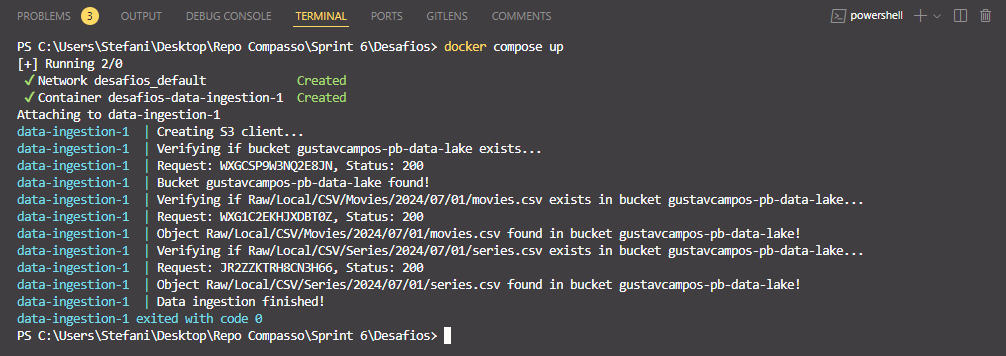 PROBLEMS 3 OUTPUT DEBUG CONSOLE TERMINAL PORTS GITLENS COMMENTS powershell
PS C:\Users\Stefani\Desktop\Repo Compasso\Sprint 6\Desafios> docker compose up
[+] Running 2/0
✔ Network desafios_default Created
✔ Container desafios-data-ingestion-1 Created
Attaching to data-ingestion-1
data-ingestion-1 | Creating S3 client...
data-ingestion-1 | Verifying if bucket gustavcampos-pb-data-lake exists...
data-ingestion-1 | Request: WXGCSP9W3NQ2E8JN, Status: 200
data-ingestion-1 | Bucket gustavcampos-pb-data-lake found!
data-ingestion-1 | Verifying if Raw/Local/CSV/Movies/2024/07/01/movies.csv exists in bucket gustavcampos-pb-data-lake...
data-ingestion-1 | Request: WXG1C2EKHJXDBT0Z, Status: 200
data-ingestion-1 | Object Raw/Local/CSV/Movies/2024/07/01/movies.csv found in bucket gustavcampos-pb-data-lake!
data-ingestion-1 | Verifying if Raw/Local/CSV/Series/2024/07/01/series.csv exists in bucket gustavcampos-pb-data-lake...
data-ingestion-1 | Request: JR2ZZKTRH8CN3H66, Status: 200
data-ingestion-1 | Object Raw/Local/CSV/Series/2024/07/01/series.csv found in bucket gustavcampos-pb-data-lake!
data-ingestion-1 | Data ingestion finished!
data-ingestion-1 exited with code 0
PS C:\Users\Stefani\Desktop\Repo Compasso\Sprint 6\Desafios>